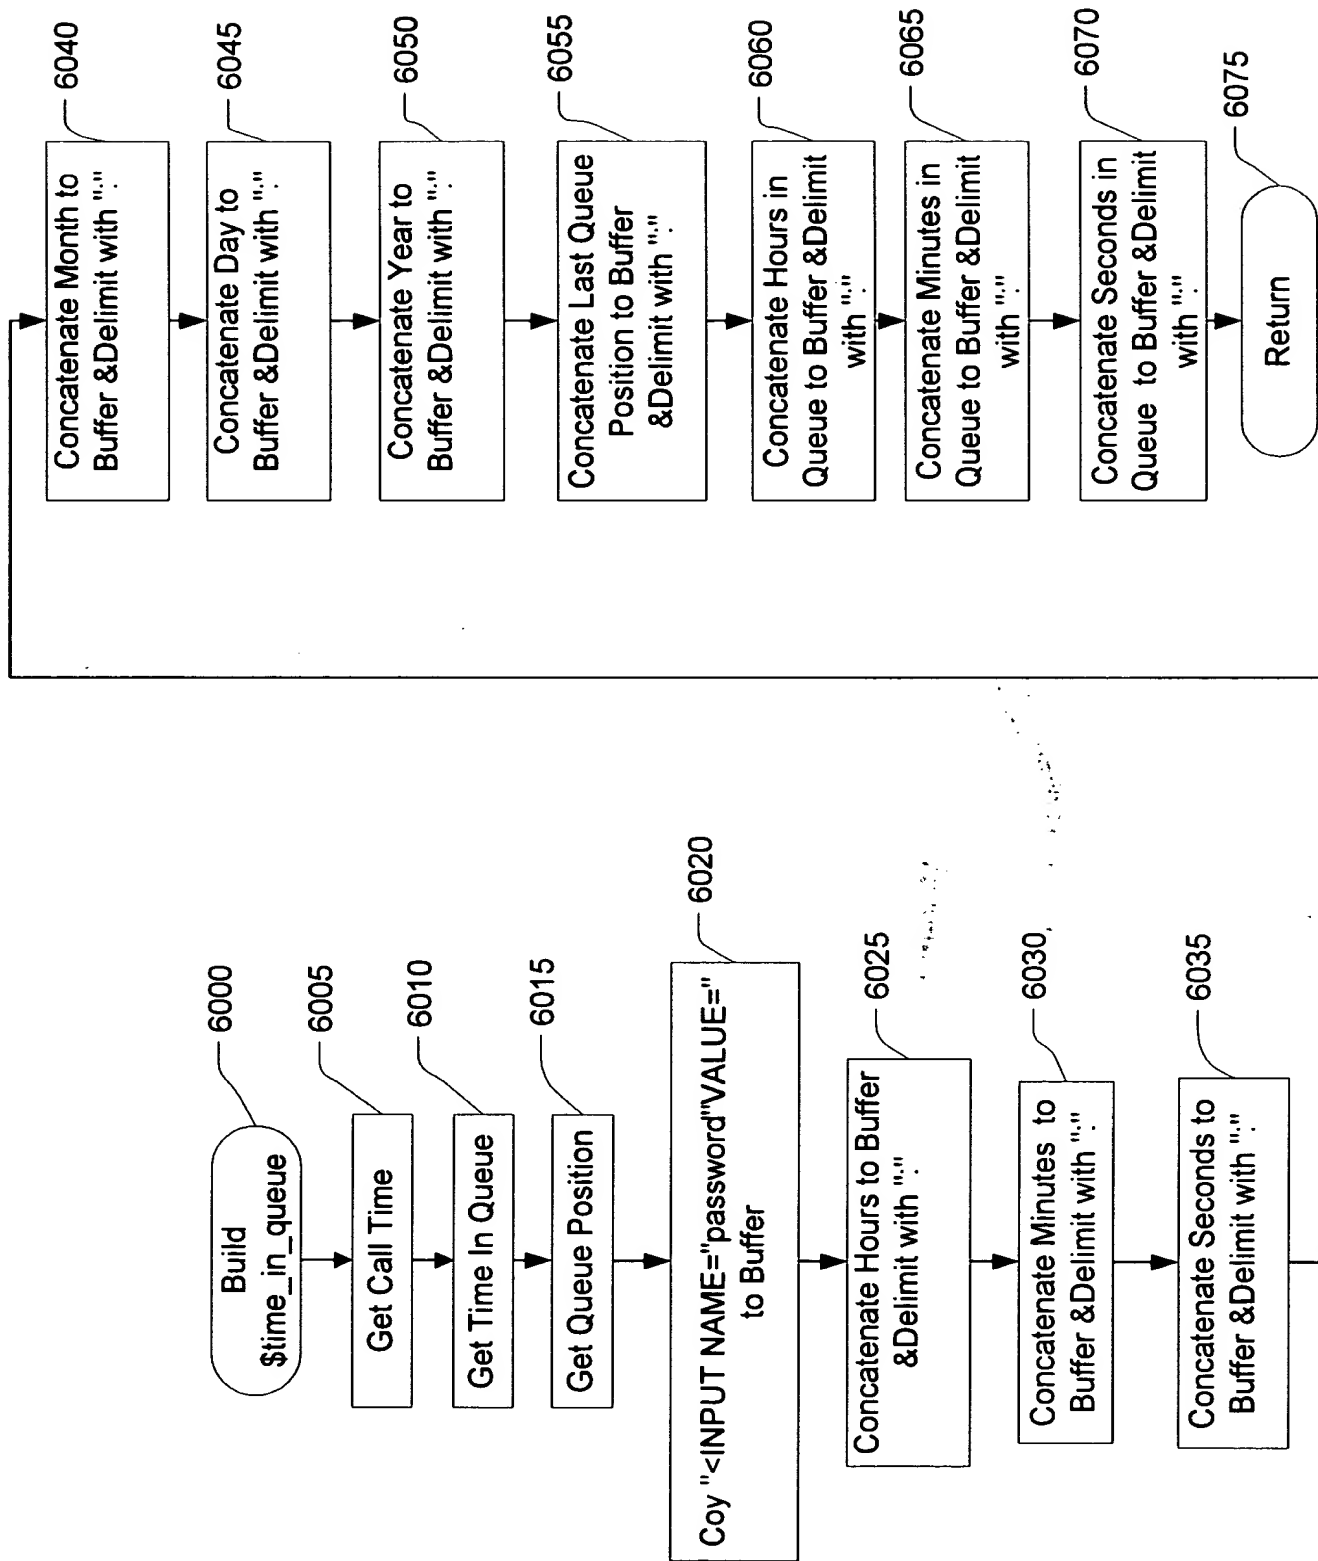 Build
$time_in_queue
6000
Get Call Time
6005
Get Time In Queue
6010
Get Queue Position
6015
Coy "<INPUT NAME="password"VALUE="
to Buffer
6020
Concatenate Hours to Buffer
&Delimit with ":"
6025
Concatenate Minutes to
Buffer &Delimit with ":"
6030
Concatenate Seconds to
Buffer &Delimit with ":"
6035
Concatenate Month to
Buffer &Delimit with ":"
6040
Concatenate Day to
Buffer &Delimit with ":"
6045
Concatenate Year to
Buffer &Delimit with ":"
6050
Concatenate Last Queue
Position to Buffer
&Delimit with ":"
6055
Concatenate Hours in
Queue to Buffer &Delimit
with ":"
6060
Concatenate Minutes in
Queue to Buffer &Delimit
with ":"
6065
Concatenate Seconds in
Queue to Buffer &Delimit
with ":"
6070
Return
6075